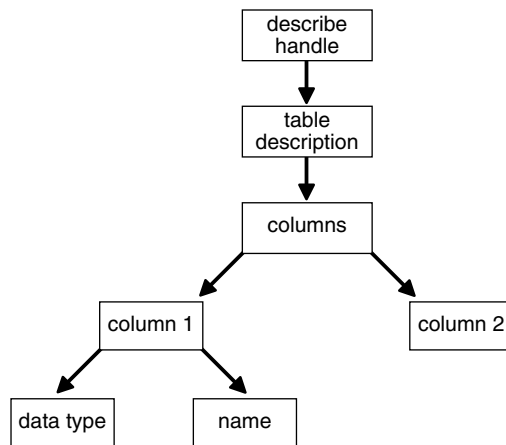 describe
handle
table
description
columns
column 1
column 2
data type
name